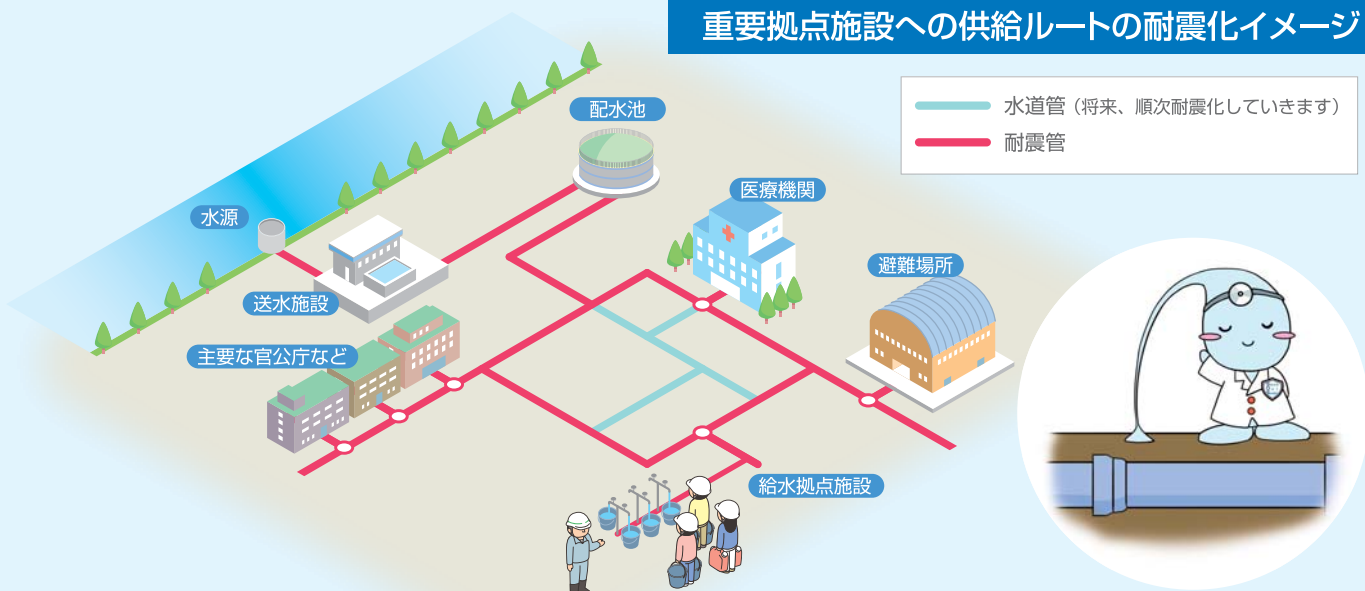 重要拠点施設への供給ルートの耐震化イメージ
水道管（将来、順次耐震化していきます）
耐震管
配水池
医療機関
水源
避難場所
送水施設
主要な官公庁など
給水拠点施設